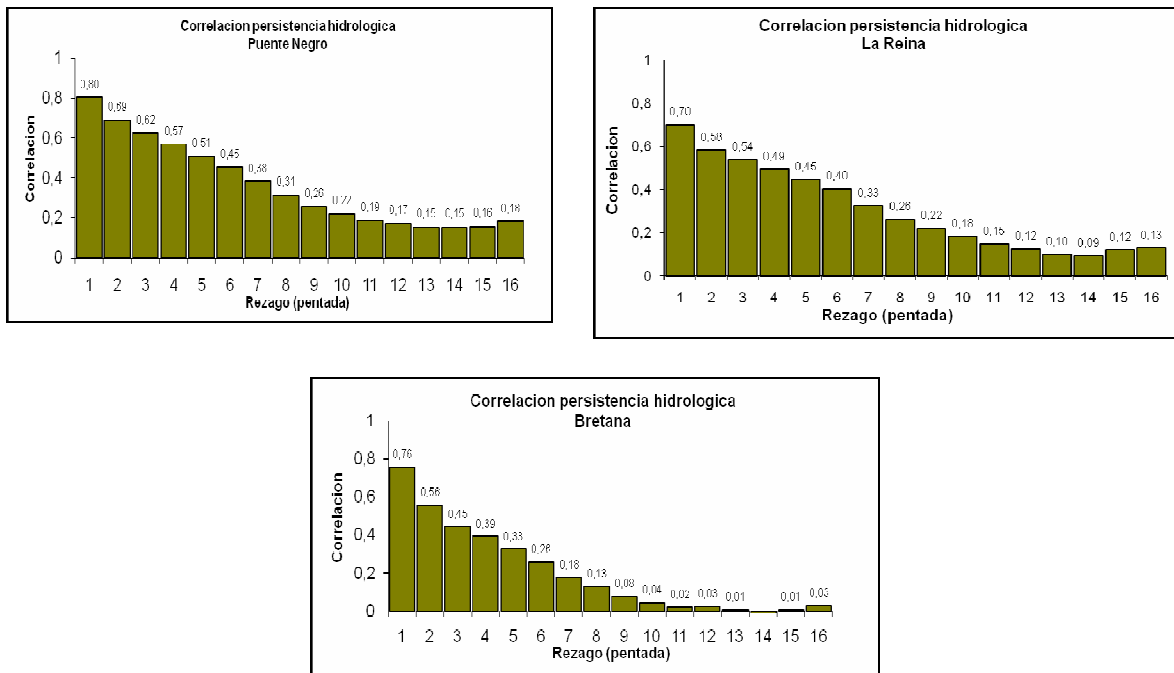 Correlacion persistencia hidrologica
Puente Negro
Correlacion
1
0,8
0,6
0,4
0,2
0
0,80 0,69 0,62 0,57 0,51 0,45 0,38 0,31 0,26 0,22 0,19 0,17 0,15 0,15 0,16 0,18
1 2 3 4 5 6 7 8 9 10 11 12 13 14 15 16
Rezago (pentada)
Correlacion persistencia hidrologica
La Reina
Correlacion
1
0,8
0,6
0,4
0,2
0
0,70 0,58 0,54 0,49 0,45 0,40 0,33 0,26 0,22 0,18 0,15 0,12 0,10 0,09 0,12 0,13
1 2 3 4 5 6 7 8 9 10 11 12 13 14 15 16
Rezago (pentada)
Correlacion persistencia hidrologica
Bretana
Correlacion
1
0,8
0,6
0,4
0,2
0
0,76 0,56 0,45 0,39 0,33 0,26 0,18 0,13 0,08 0,04 0,02 0,03 0,01 0,01 0,03
1 2 3 4 5 6 7 8 9 10 11 12 13 14 15 16
Rezago (pentada)